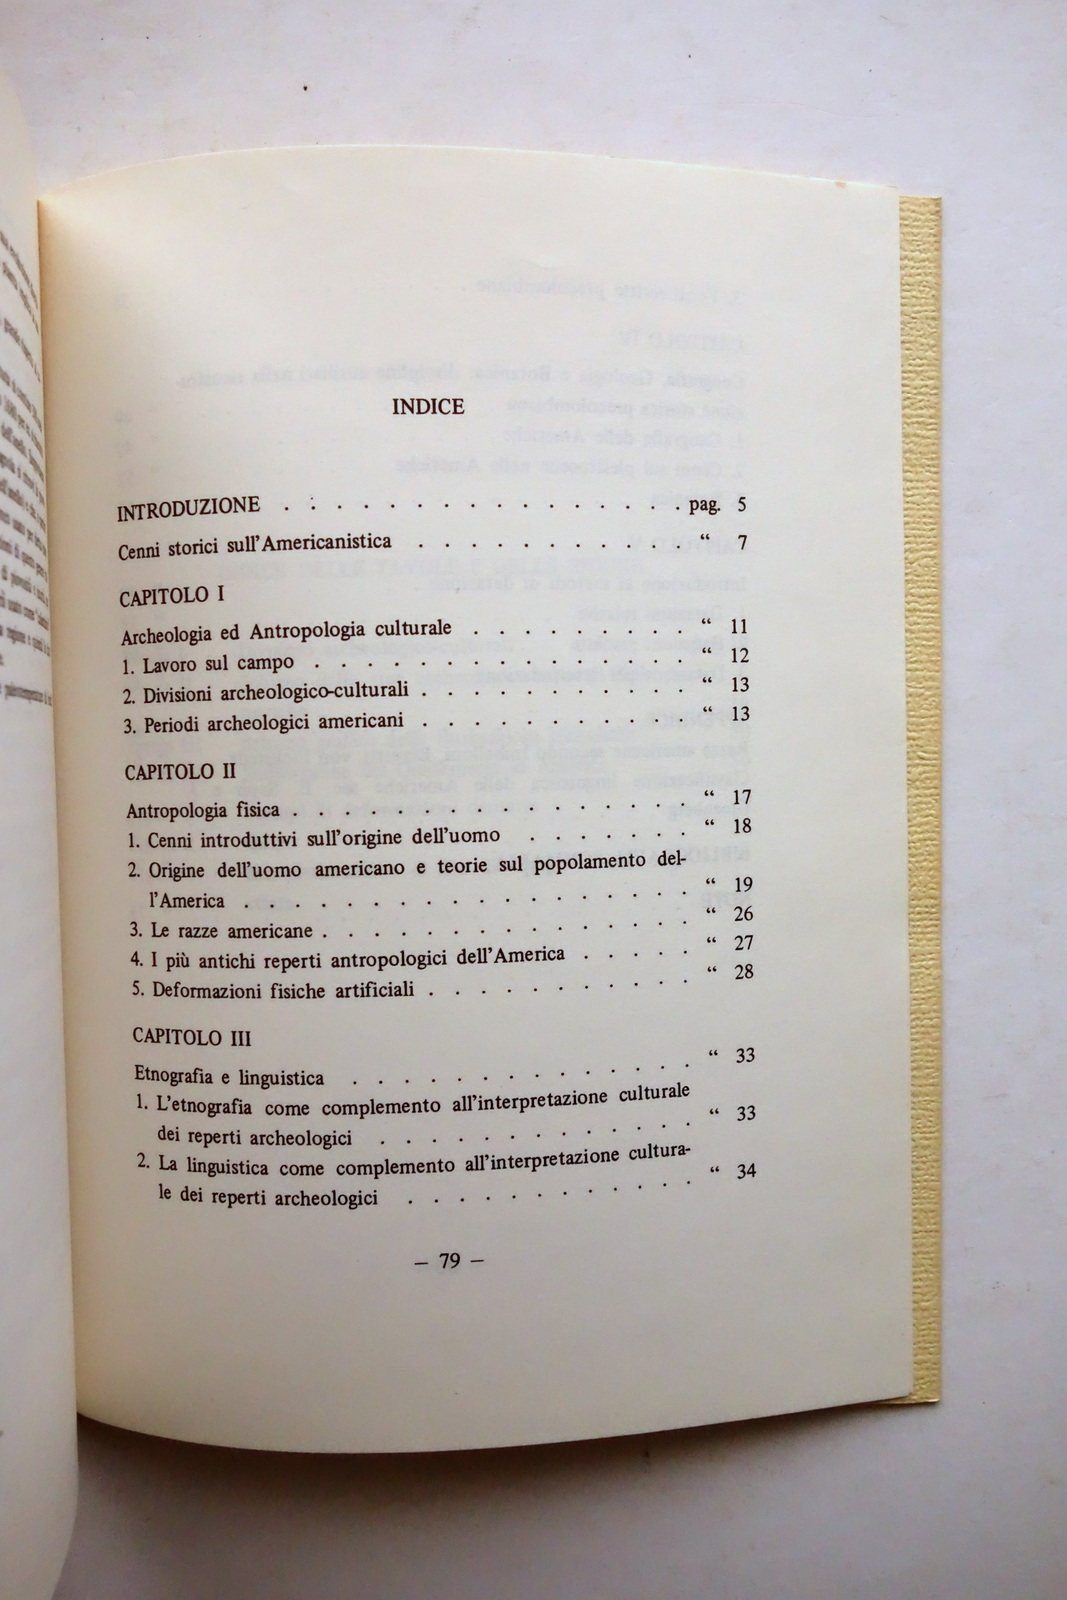 INDICE
INTRODUZIONE . . . . . . . . . . . . . . . . pag. 5
Cenni storici sull'Americanistica . . . . . . . . . . . “ 7
CAPITOLO I
Archeologia ed Antropologia culturale . . . . . . . . . “ 11
1. Lavoro sul campo . . . . . . . . . . . . . . . “ 12
2. Divisioni archeologico-culturali . . . . . . . . . . . “ 13
3. Periodi archeologici americani . . . . . . . . . . . “ 13
CAPITOLO II
Antropologia fisica . . . . . . . . . . . . . . . . “ 17
1. Cenni introduttivi sull'origine dell'uomo . . . . . . . “ 18
2. Origine dell'uomo americano e teorie sul popolamento del-
l'America . . . . . . . . . . . . . . . . . . “ 19
3. Le razze americane . . . . . . . . . . . . . . . “ 26
4. I più antichi reperti antropologici dell'America . . . . . “ 27
5. Deformazioni fisiche artificiali . . . . . . . . . . . “ 28
CAPITOLO III
Etnografia e linguistica . . . . . . . . . . . . . . “ 33
1. L'etnografia come complemento all'interpretazione culturale
dei reperti archeologici . . . . . . . . . . . . . “ 33
2. La linguistica come complemento all'interpretazione cultura-
le dei reperti archeologici . . . . . . . . . . . . “ 34
– 79 –